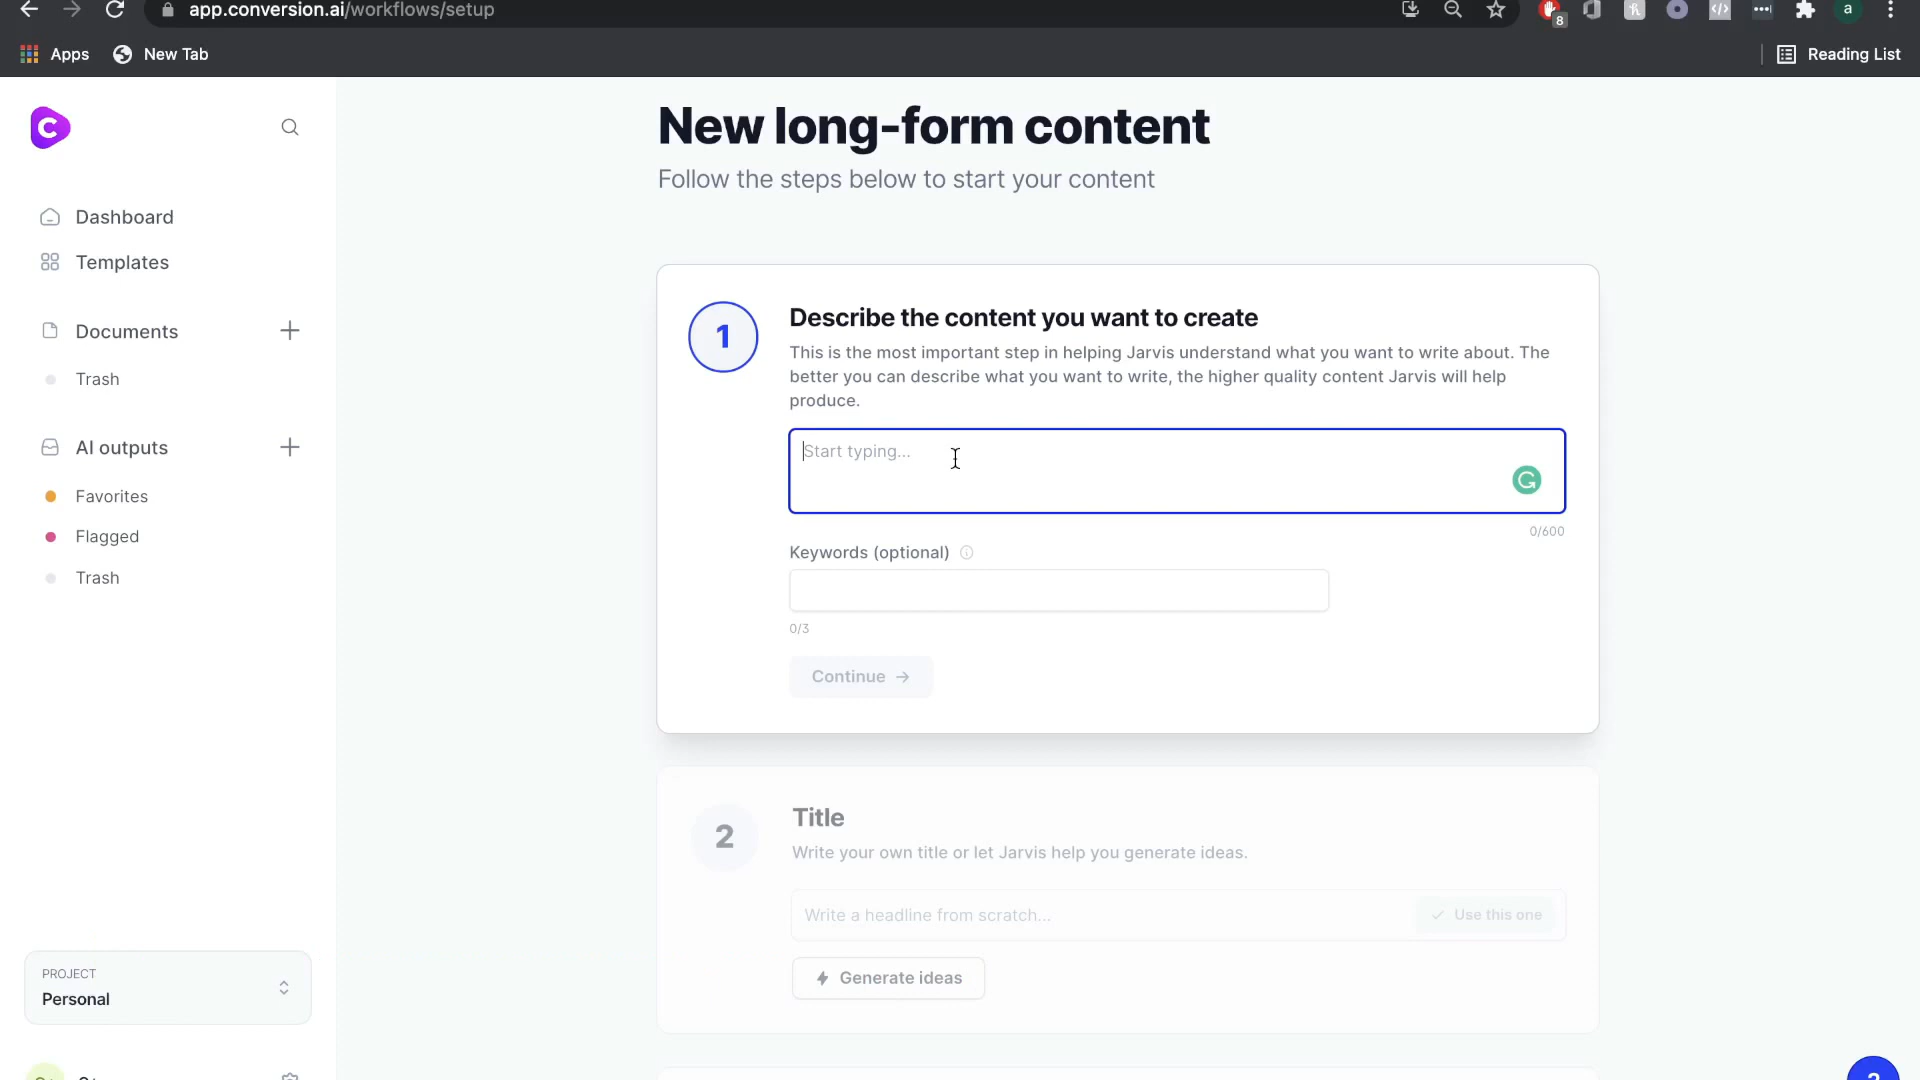 app.conversion.ai/workflows/setup
8
a
Apps
New Tab
Reading List
C
Dashboard
Templates
Documents
Trash
AI outputs
Favorites
Flagged
Trash
PROJECT
Personal
New long-form content
Follow the steps below to start your content
1
Describe the content you want to create
This is the most important step in helping Jarvis understand what you want to write about. The
better you can describe what you want to write, the higher quality content Jarvis will help
produce.
Start typing...
0/600
Keywords (optional)
0/3
Continue →
2
Title
Write your own title or let Jarvis help you generate ideas.
Write a headline from scratch...
Use this one
Generate ideas